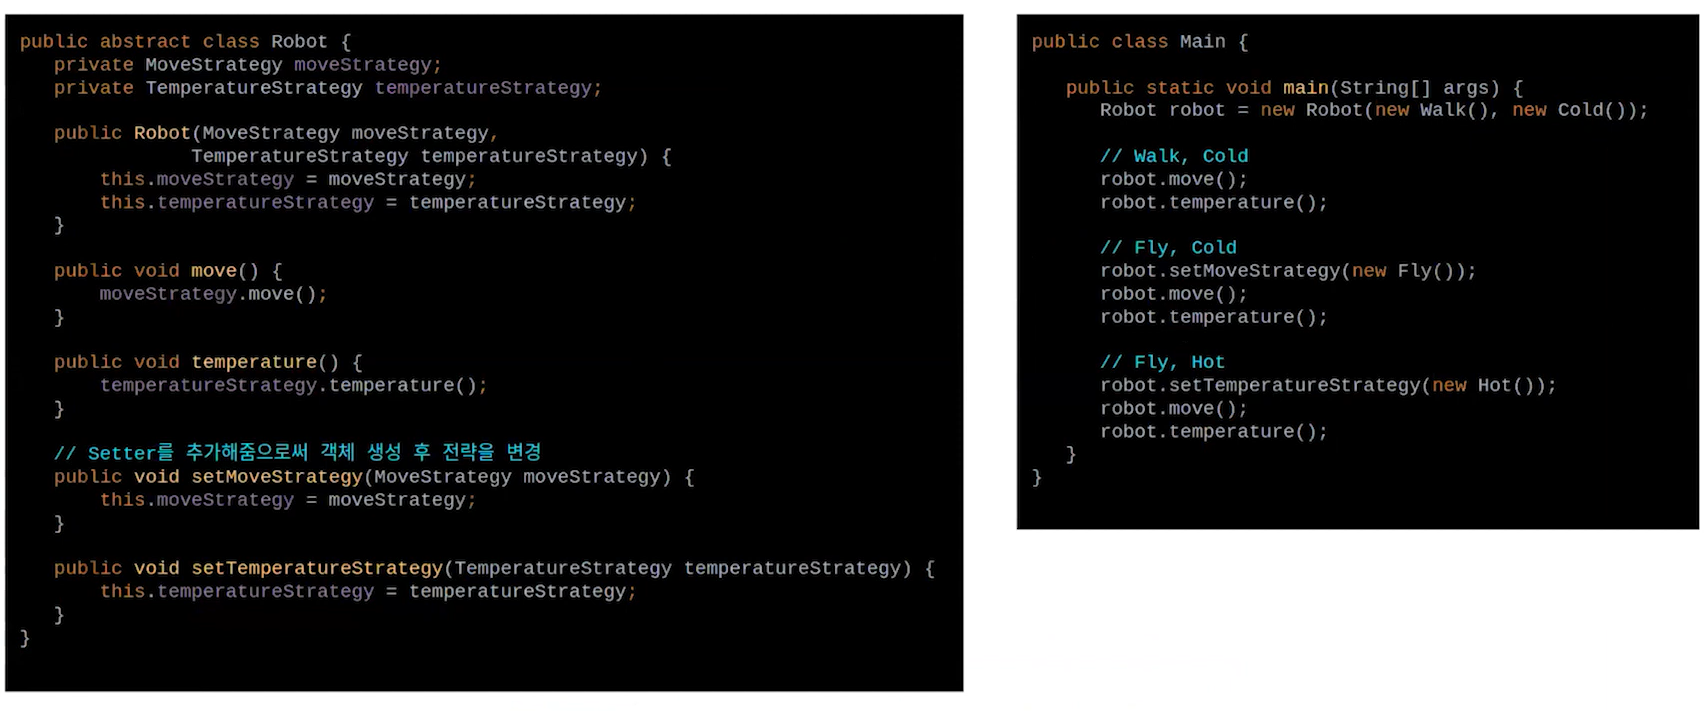 public abstract class Robot {
private MoveStrategy moveStrategy;
private TemperatureStrategy temperatureStrategy;
public Robot(MoveStrategy moveStrategy,
TemperatureStrategy temperatureStrategy) {
this.moveStrategy = moveStrategy;
this.temperatureStrategy = temperatureStrategy;
}
public void move() {
moveStrategy.move();
}
public void temperature() {
temperatureStrategy.temperature();
}
// Setter를 추가해줌으로써 객체 생성 후 전략을 변경
public void setMoveStrategy(MoveStrategy moveStrategy) {
this.moveStrategy = moveStrategy;
}
public void setTemperatureStrategy(TemperatureStrategy temperatureStrategy) {
this.temperatureStrategy = temperatureStrategy;
}
}
public class Main {
public static void main(String[] args) {
Robot robot = new Robot(new Walk(), new Cold());
// Walk, Cold
robot.move();
robot.temperature();
// Fly, Cold
robot.setMoveStrategy(new Fly());
robot.move();
robot.temperature();
// Fly, Hot
robot.setTemperatureStrategy(new Hot());
robot.move();
robot.temperature();
}
}